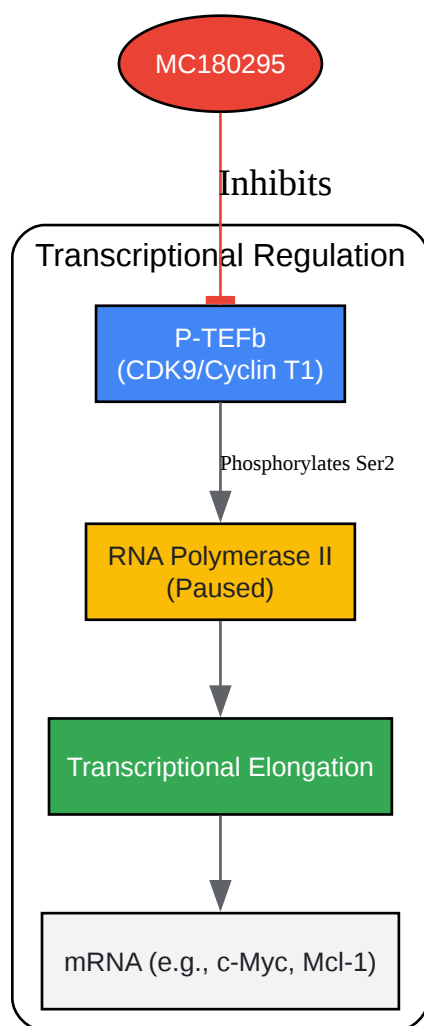 MC180295
Inhibits
Transcriptional Regulation
P-TEFb
(CDK9/Cyclin T1)
Phosphorylates Ser2
RNA Polymerase II
(Paused)
Transcriptional Elongation
mRNA (e.g., c-Myc, Mcl-1)